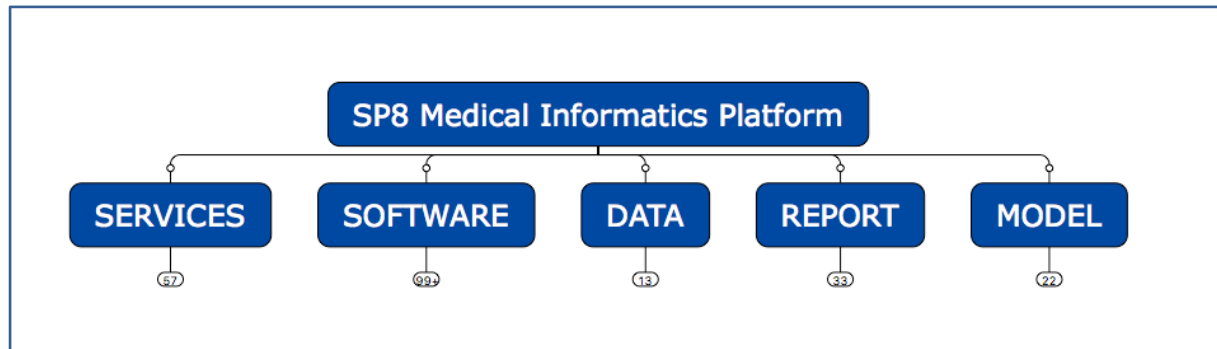 SP8 Medical Informatics Platform
SERVICES
SOFTWARE
DATA
REPORT
MODEL
57
99+
13
33
22